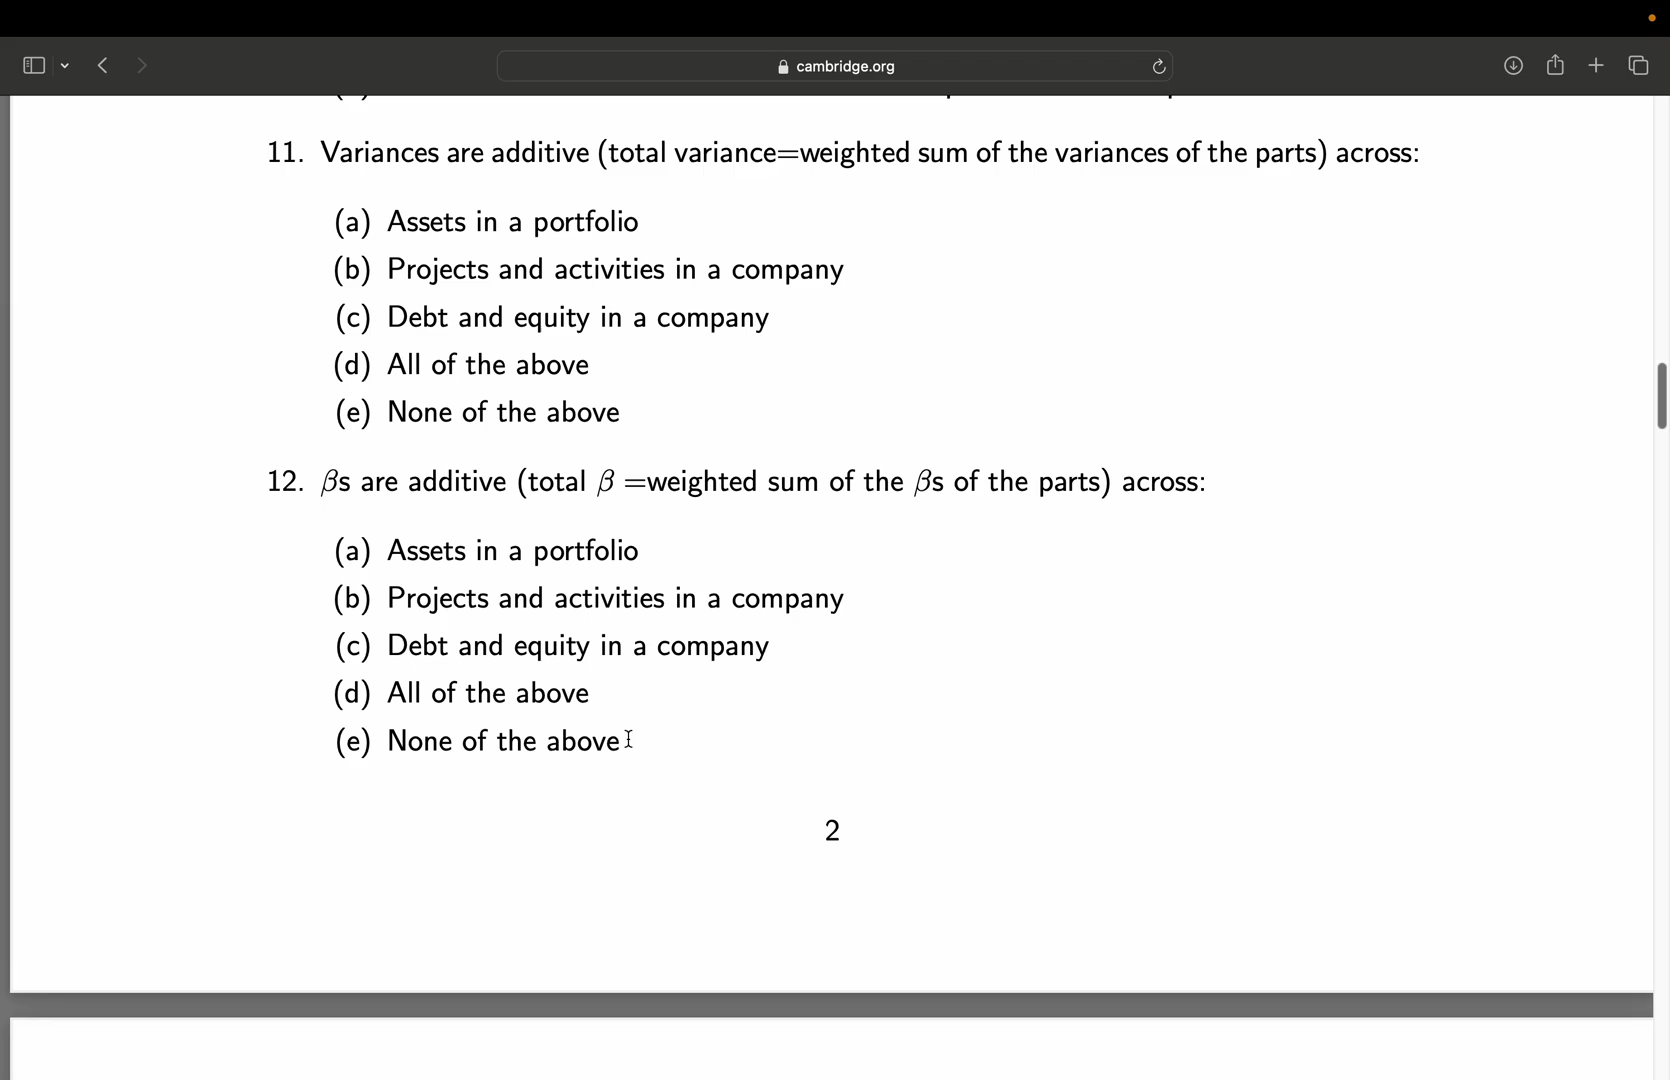 cambridge.org
11. Variances are additive (total variance=weighted sum of the variances of the parts) across:
(a) Assets in a portfolio
(b) Projects and activities in a company
(c) Debt and equity in a company
(d) All of the above
(e) None of the above
12. βs are additive (total β =weighted sum of the βs of the parts) across:
(a) Assets in a portfolio
(b) Projects and activities in a company
(c) Debt and equity in a company
(d) All of the above
(e) None of the above
2